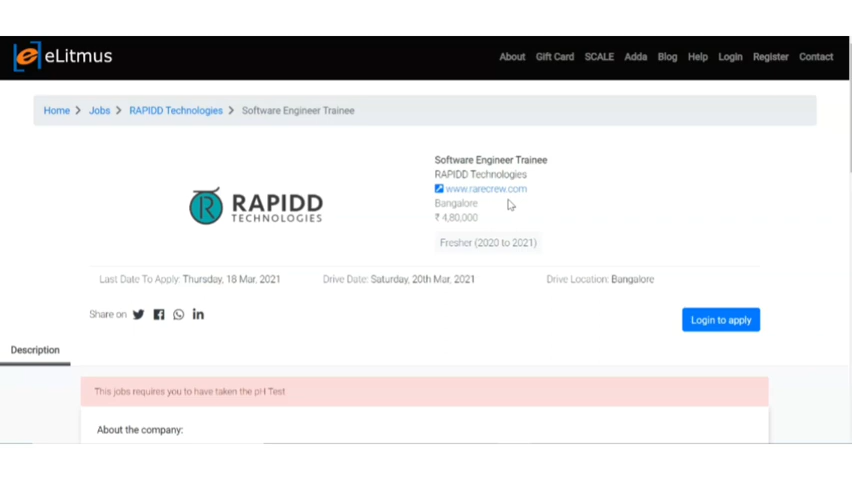 eLitmus
About Gift Card SCALE Adda Blog Help Login Register Contact
Home > Jobs > RAPIDD Technologies > Software Engineer Trainee
RAPIDD
TECHNOLOGIES
Software Engineer Trainee
RAPIDD Technologies
www.rarecrew.com
Bangalore
₹ 4,80,000
Fresher (2020 to 2021)
Last Date To Apply: Thursday, 18 Mar, 2021 Drive Date: Saturday, 20th Mar, 2021 Drive Location: Bangalore
Share on
Login to apply
Description
This jobs requires you to have taken the pH Test
About the company: